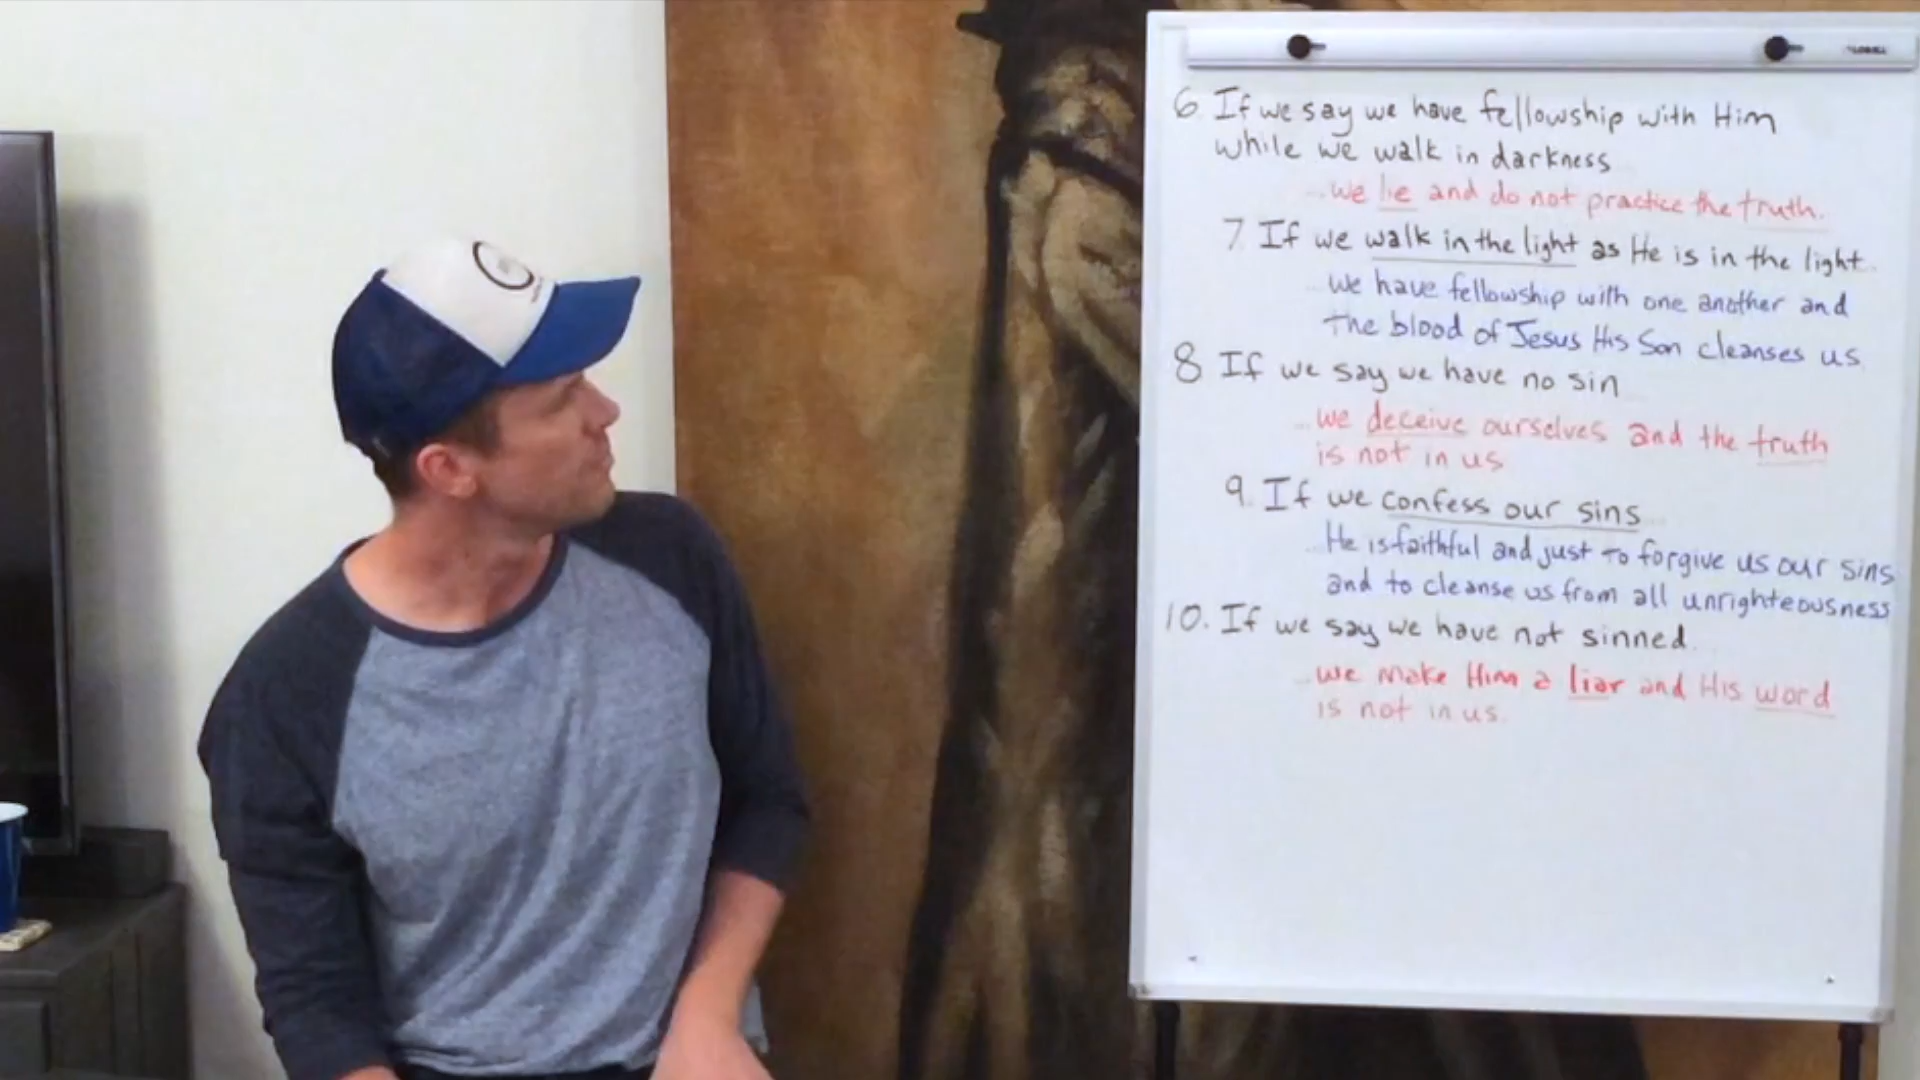 6. If we say we have fellowship with Him
while we walk in darkness
...we lie and do not practice the truth.
7. If we walk in the light as He is in the light...
...we have fellowship with one another and
the blood of Jesus His Son cleanses us.
8 If we say we have no sin
...we deceive ourselves and the truth
is not in us
9. If we confess our sins...
...He is faithful and just to forgive us our sins
and to cleanse us from all unrighteousness
10. If we say we have not sinned...
...we make Him a liar and His word
is not in us.